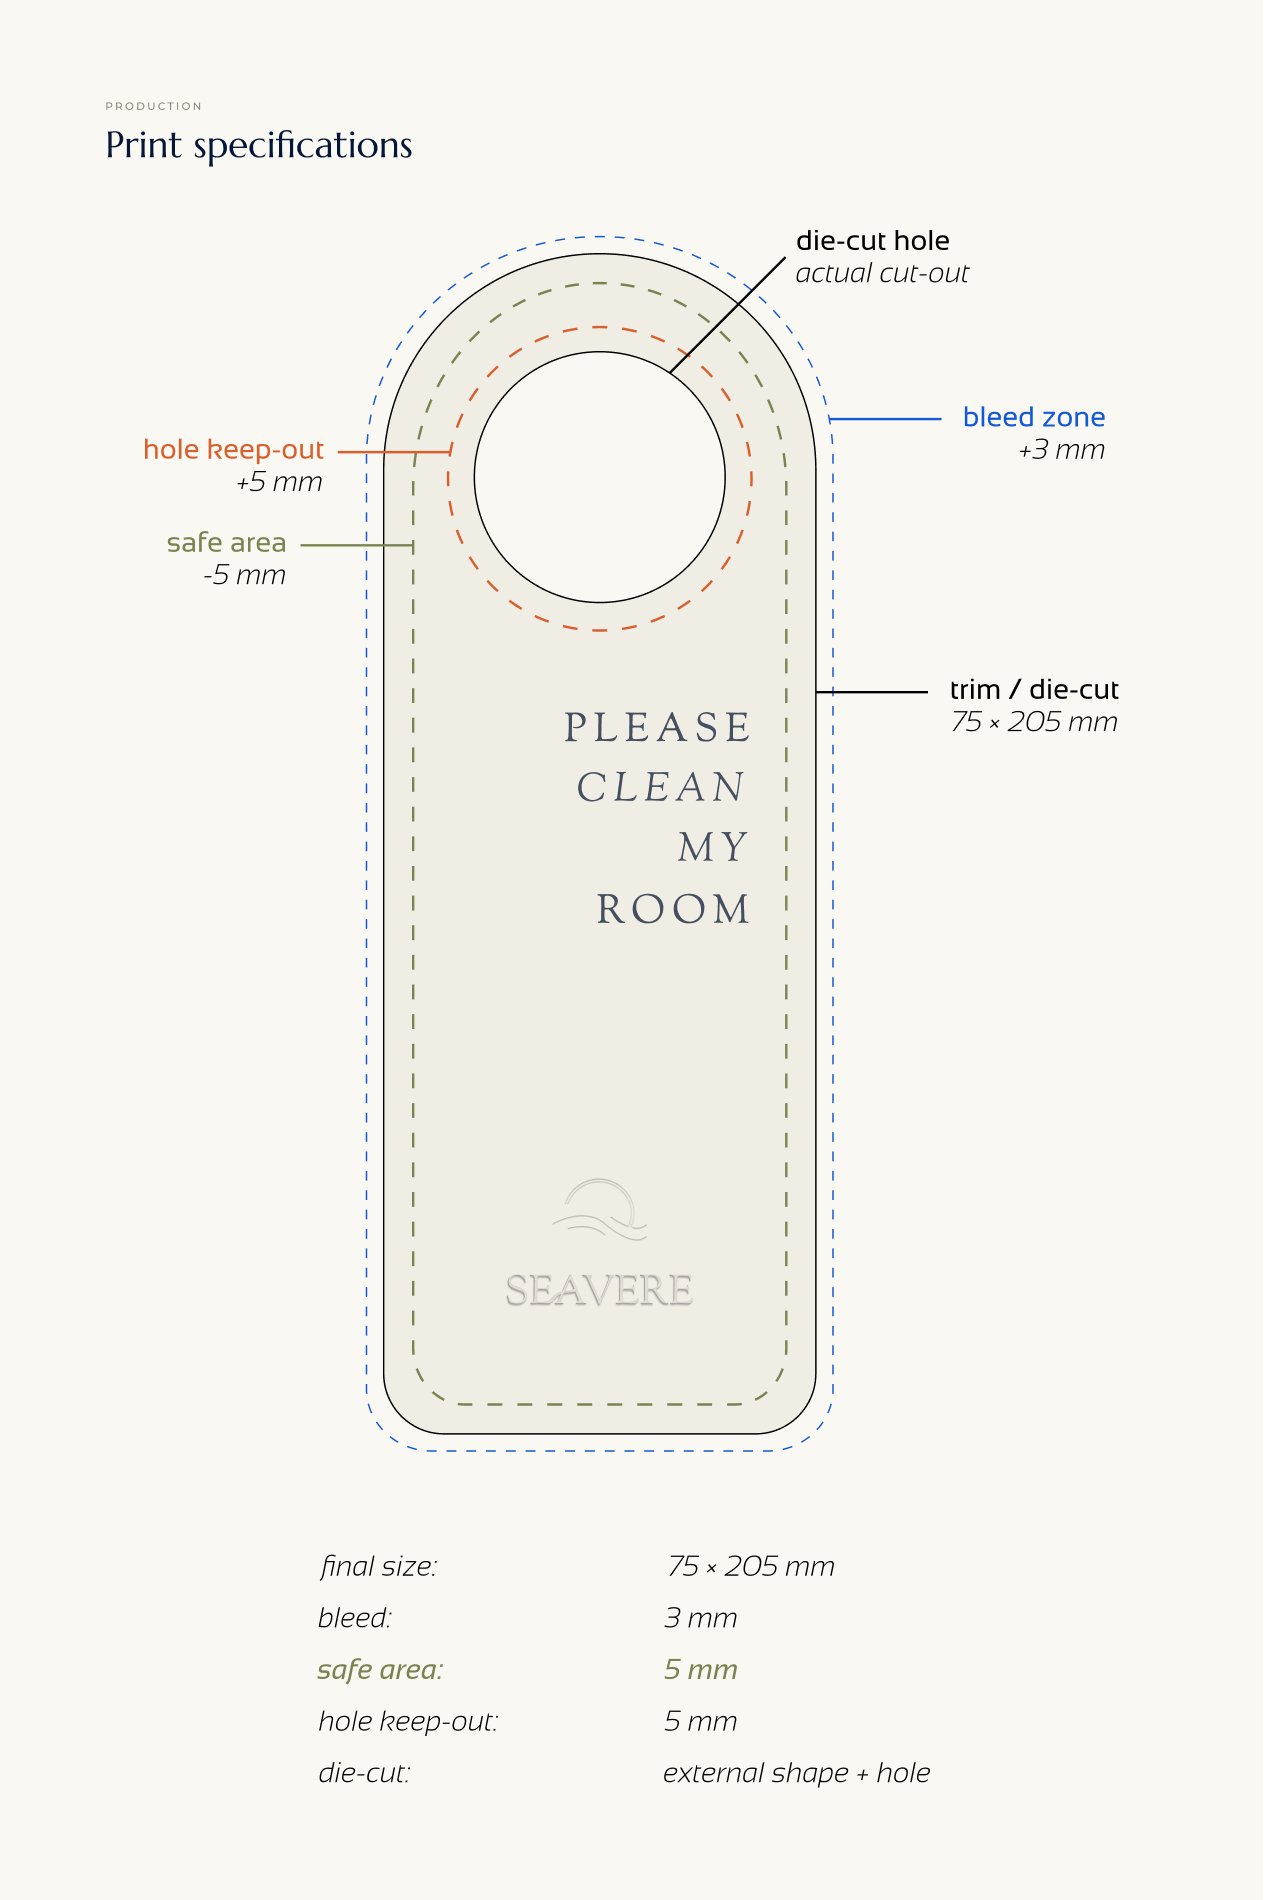 PRODUCTION
Print specifications
die-cut hole
actual cut-out
bleed zone
+3 mm
hole keep-out
+5 mm
safe area
-5 mm
trim / die-cut
75 × 205 mm
PLEASE
CLEAN
MY
ROOM
SEAVERE
final size: 75 × 205 mm
bleed: 3 mm
safe area: 5 mm
hole keep-out: 5 mm
die-cut: external shape + hole